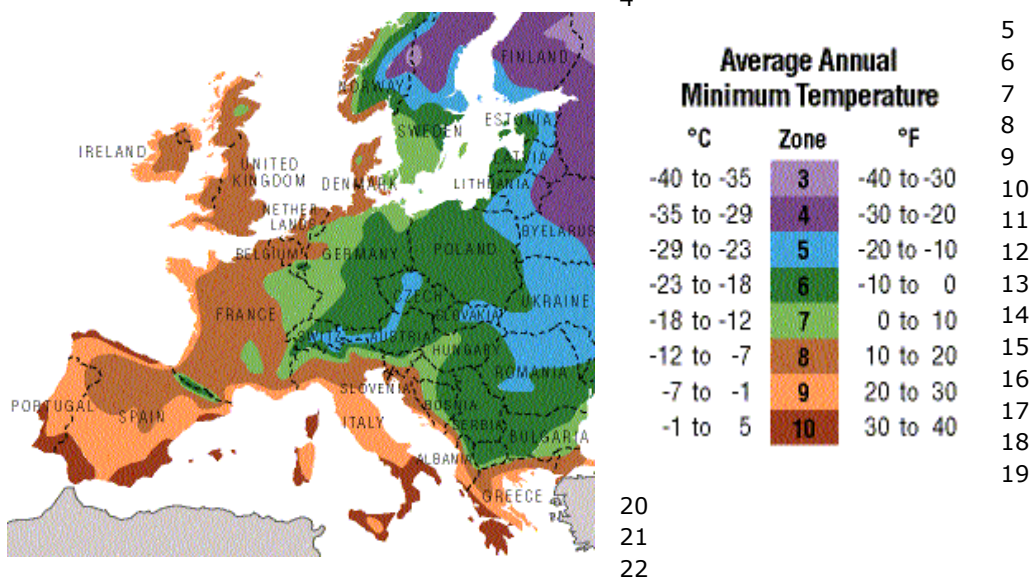 4
FINLAND
NORWAY
SWEDEN
ESTONIA
LATVIA
IRELAND
UNITED
KINGDOM
DENMARK
LITHUANIA
NETHER
LANDS
BYELARUS
BELGIUM
GERMANY
POLAND
CZECH
UKRAINE
FRANCE
SLOVAKIA
SWITZ
AUSTRIA
HUNGARY
ROMANIA
SLOVENIA
PORTUGAL
SPAIN
ITALY
BOSNIA
SERBIA
BULGARIA
ALBANIA
GREECE
Average Annual
Minimum Temperature
°C Zone °F
-40 to -35 3 -40 to -30
-35 to -29 4 -30 to -20
-29 to -23 5 -20 to -10
-23 to -18 6 -10 to 0
-18 to -12 7 0 to 10
-12 to -7 8 10 to 20
-7 to -1 9 20 to 30
-1 to 5 10 30 to 40
5
6
7
8
9
10
11
12
13
14
15
16
17
18
19
20
21
22